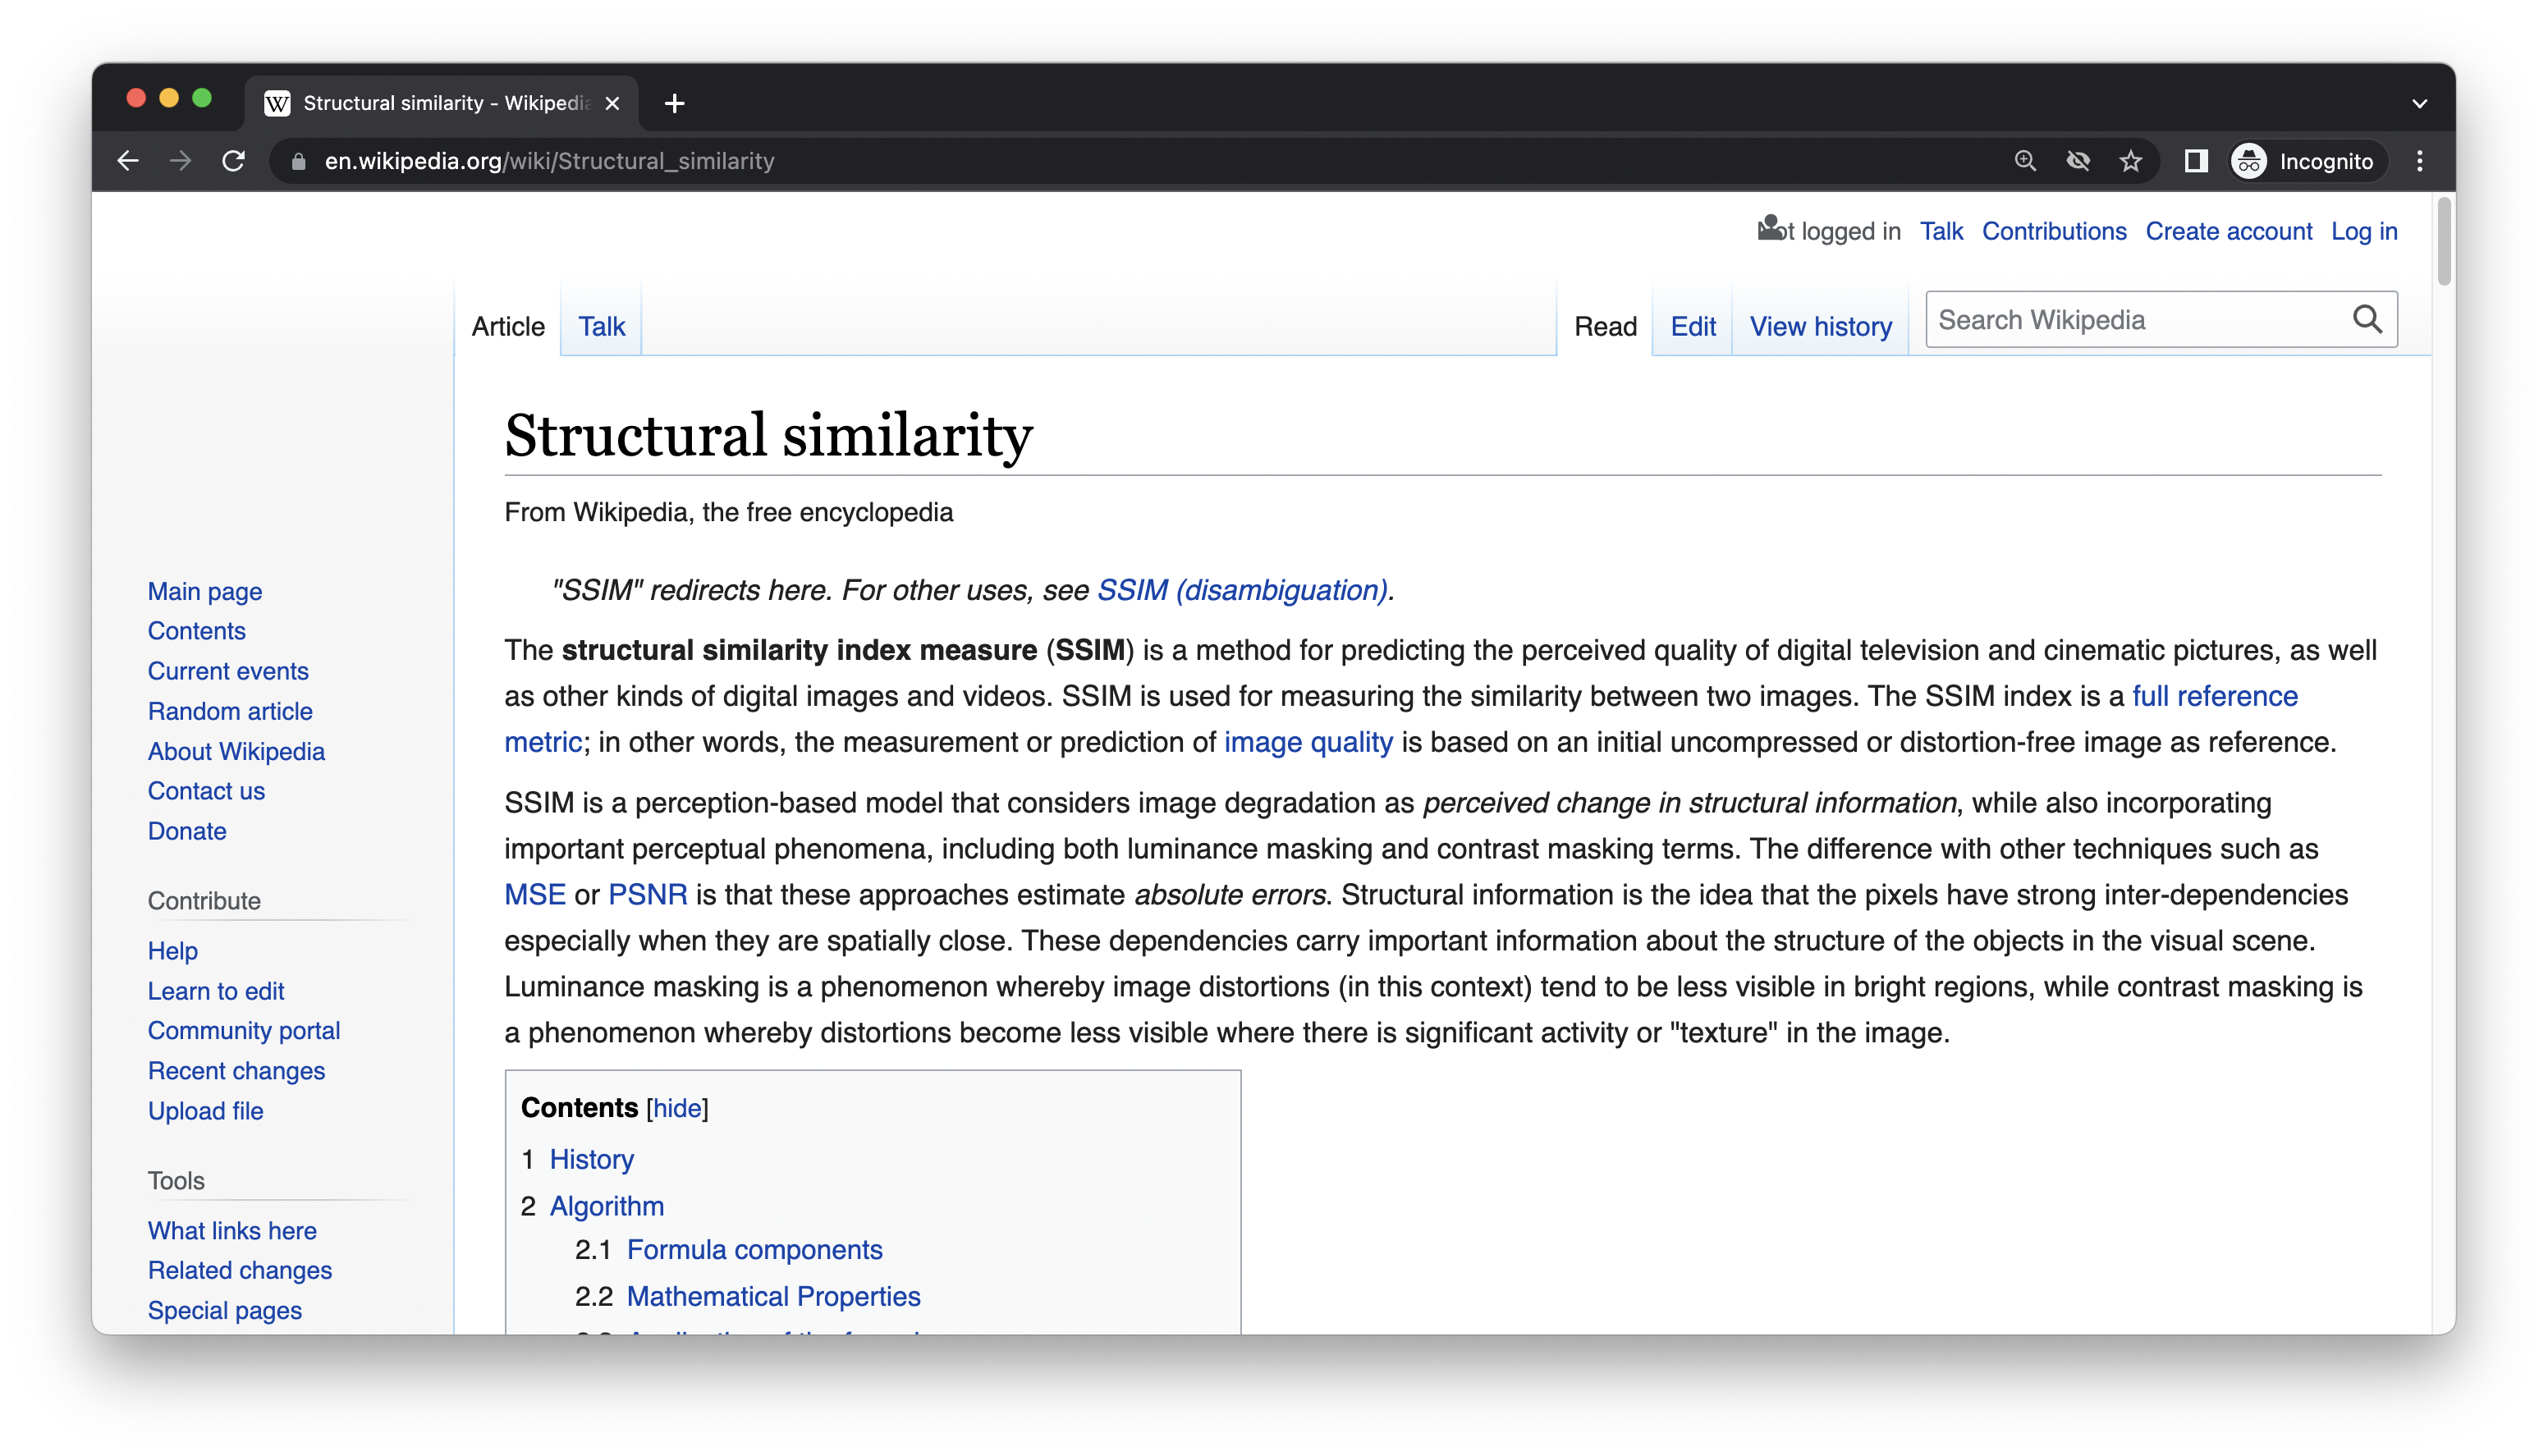 Structural similarity - Wikipedia
en.wikipedia.org/wiki/Structural_similarity
Incognito
ot logged in Talk Contributions Create account Log in
Article Talk Read Edit View history Search Wikipedia
Structural similarity
From Wikipedia, the free encyclopedia
"SSIM" redirects here. For other uses, see SSIM (disambiguation).
The structural similarity index measure (SSIM) is a method for predicting the perceived quality of digital television and cinematic pictures, as well
as other kinds of digital images and videos. SSIM is used for measuring the similarity between two images. The SSIM index is a full reference
metric; in other words, the measurement or prediction of image quality is based on an initial uncompressed or distortion-free image as reference.
SSIM is a perception-based model that considers image degradation as perceived change in structural information, while also incorporating
important perceptual phenomena, including both luminance masking and contrast masking terms. The difference with other techniques such as
MSE or PSNR is that these approaches estimate absolute errors. Structural information is the idea that the pixels have strong inter-dependencies
especially when they are spatially close. These dependencies carry important information about the structure of the objects in the visual scene.
Luminance masking is a phenomenon whereby image distortions (in this context) tend to be less visible in bright regions, while contrast masking is
a phenomenon whereby distortions become less visible where there is significant activity or "texture" in the image.
Contents [hide]
1 History
2 Algorithm
2.1 Formula components
2.2 Mathematical Properties
Main page
Contents
Current events
Random article
About Wikipedia
Contact us
Donate
Contribute
Help
Learn to edit
Community portal
Recent changes
Upload file
Tools
What links here
Related changes
Special pages